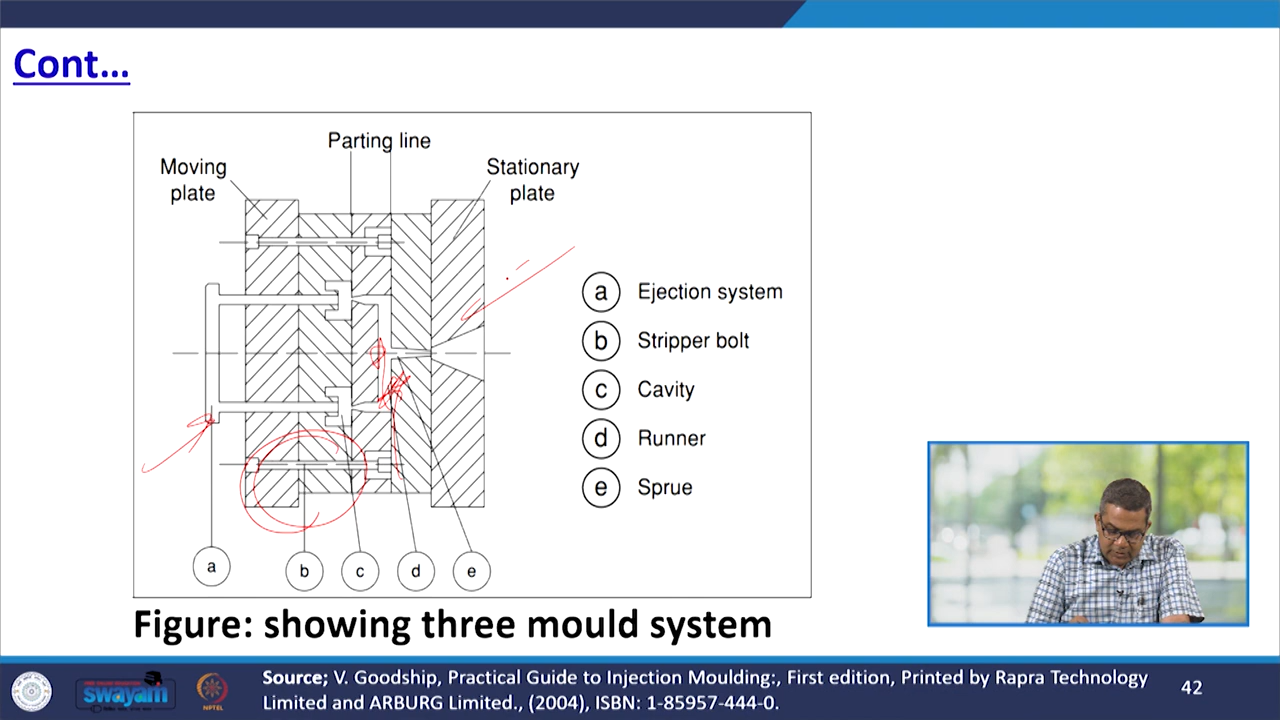 Cont...
Parting line
Moving
plate
Stationary
plate
a Ejection system
b Stripper bolt
c Cavity
d Runner
e Sprue
a b c d e
Figure: showing three mould system
Source; V. Goodship, Practical Guide to Injection Moulding:, First edition, Printed by Rapra Technology
Limited and ARBURG Limited., (2004), ISBN: 1-85957-444-0.
42
swayam
NPTEL